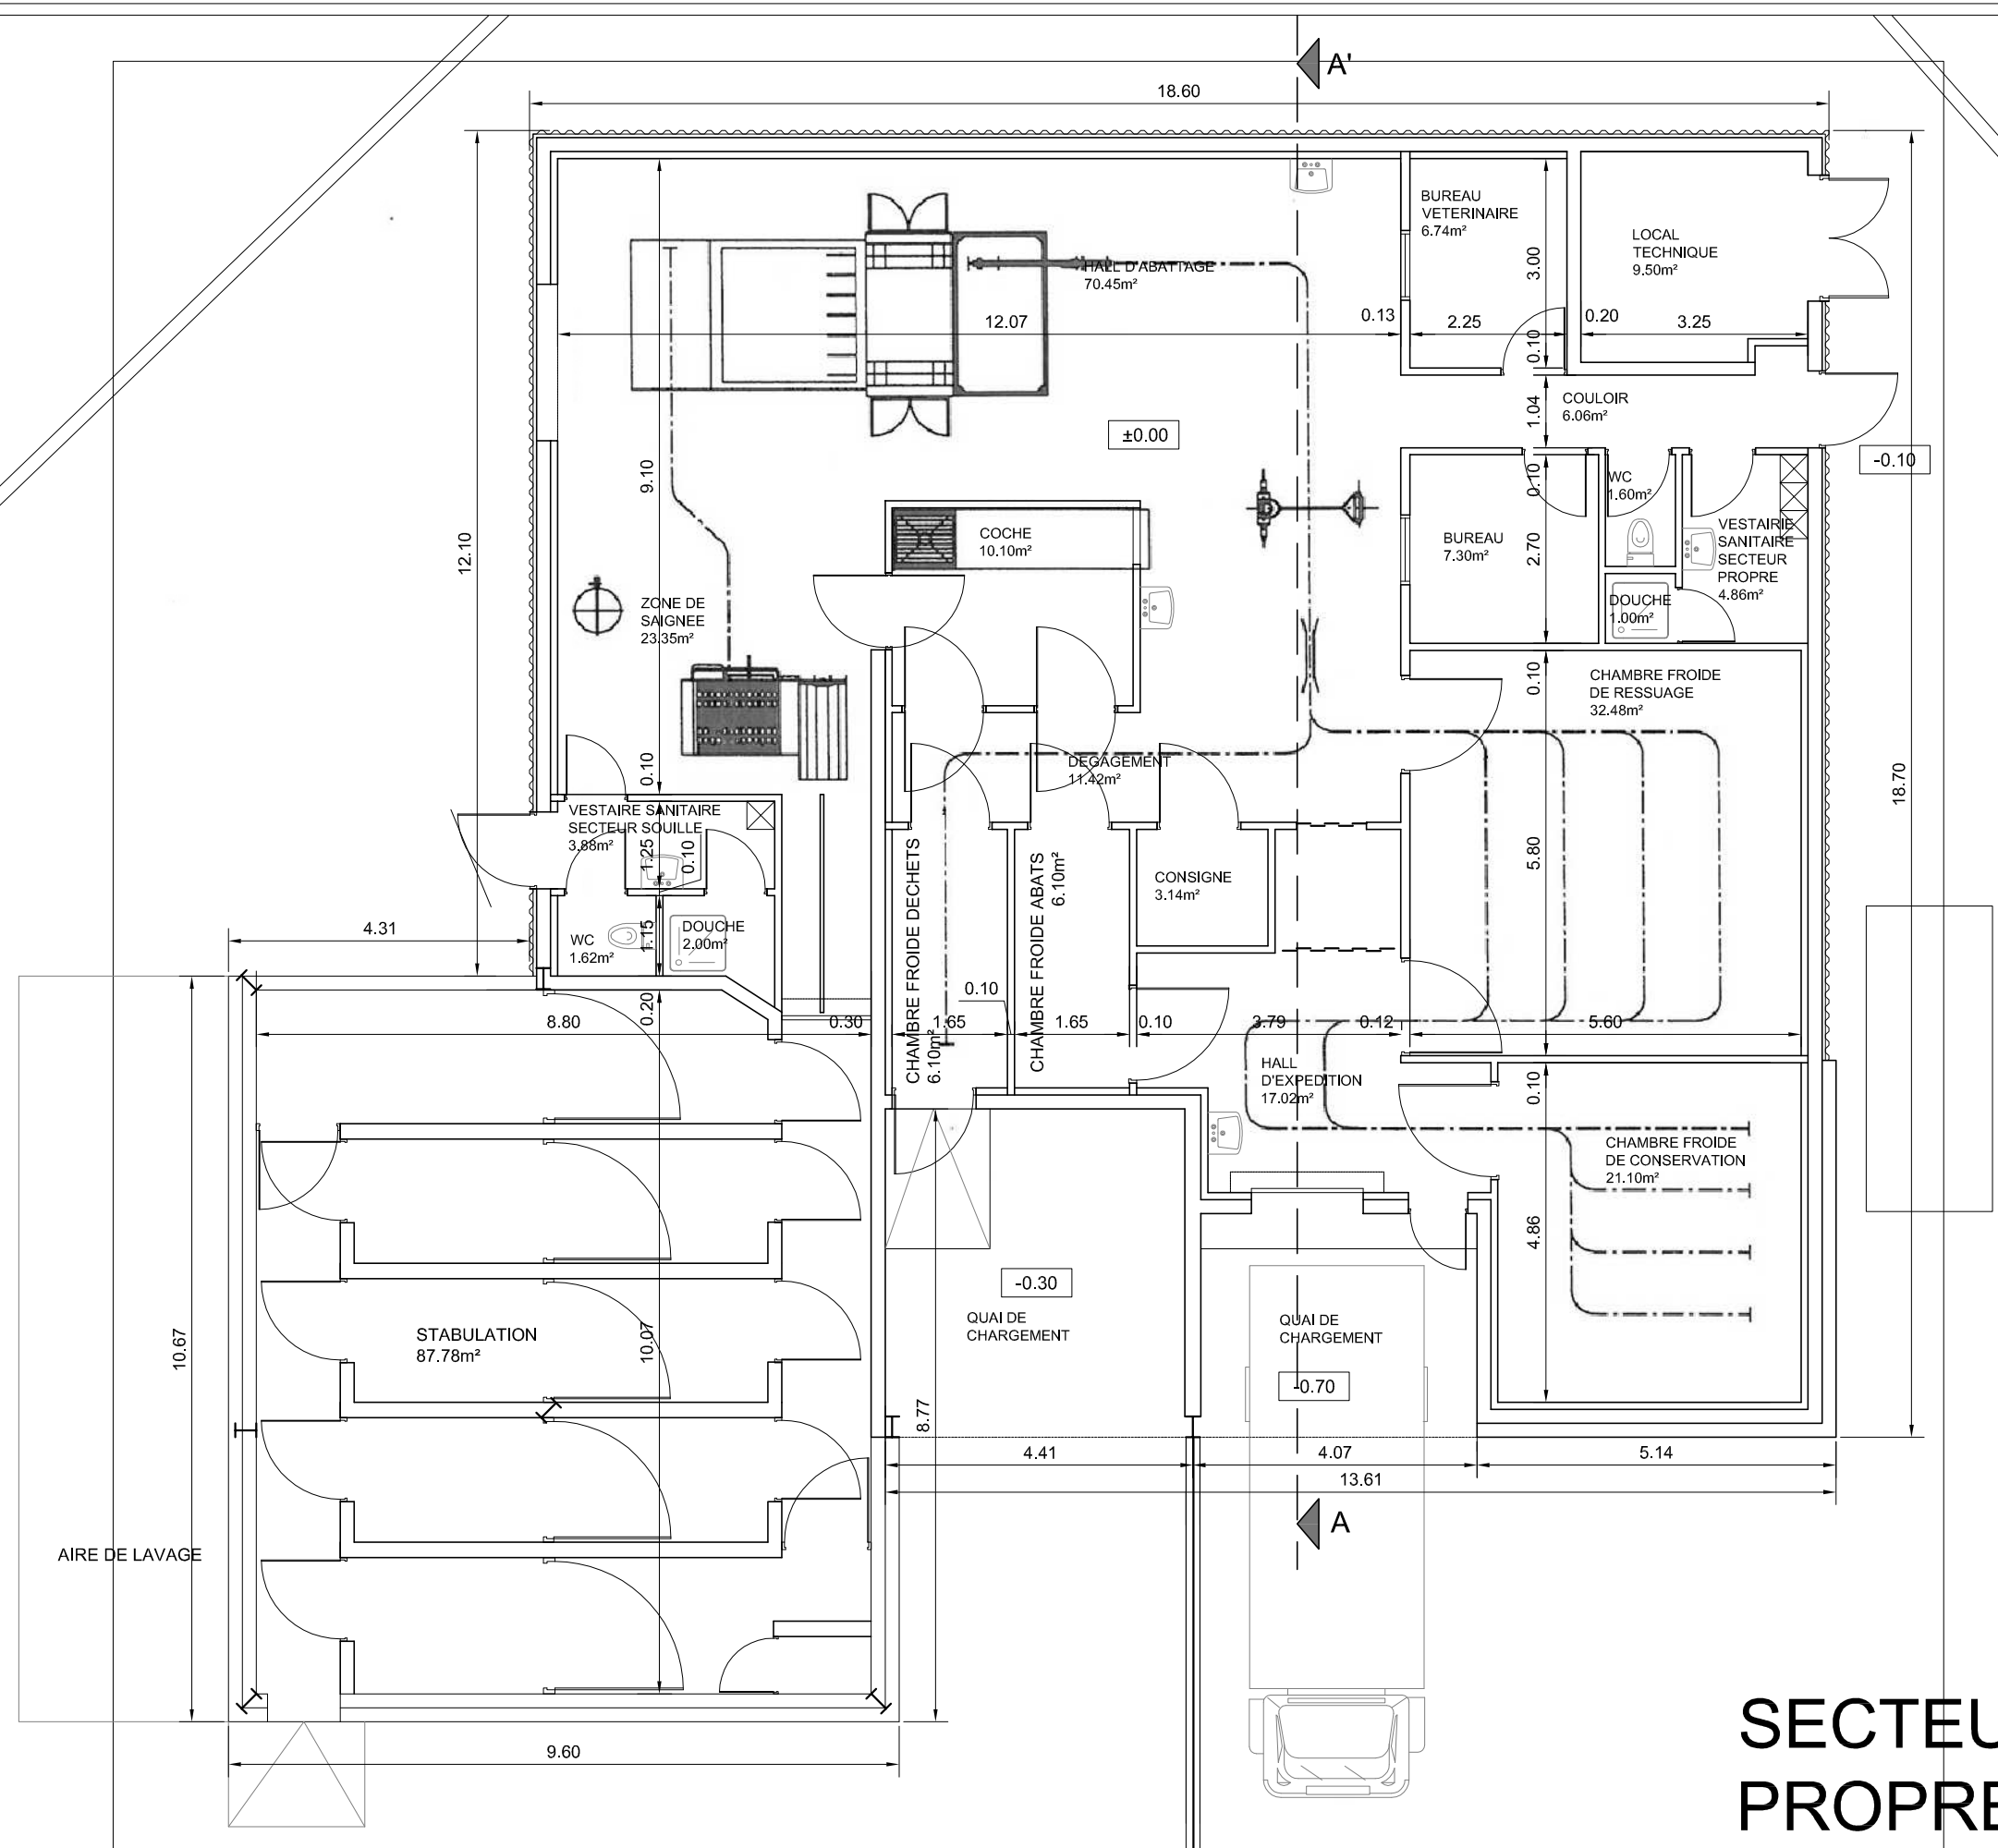 A'
18.60
BUREAU
VETERINAIRE
6.74m²
LOCAL
TECHNIQUE
9.50m²
HALL D'ABATTAGE
70.45m²
3.00
12.07
0.13
2.25
0.20
3.25
0.10
COULOIR
6.06m²
1.04
±0.00
-0.10
9.10
12.10
COCHE
10.10m²
BUREAU
7.30m²
0.10
2.70
WC
1.60m²
VESTAIRIE
SANITAIRE
SECTEUR
PROPRE
4.86m²
DOUCHE
1.00m²
ZONE DE
SAIGNEE
23.35m²
CHAMBRE FROIDE
DE RESSUAGE
32.48m²
0.10
0.10
DEGAGEMENT
11.42m²
18.70
VESTAIRE SANITAIRE
SECTEUR SOUILLE
3.88m²
1.25
0.10
CHAMBRE FROIDE DECHETS
6.10m²
CHAMBRE FROIDE ABATS
6.10m²
CONSIGNE
3.14m²
5.80
4.31
WC
1.62m²
1.15
DOUCHE
2.00m²
0.10
8.80
0.20
0.30
1.65
1.65
0.10
3.79
0.12
5.60
HALL
D'EXPEDITION
17.02m²
0.10
CHAMBRE FROIDE
DE CONSERVATION
21.10m²
4.86
-0.30
QUAI DE
CHARGEMENT
QUAI DE
CHARGEMENT
-0.70
STABULATION
87.78m²
10.07
10.67
8.77
4.41
4.07
5.14
13.61
A
AIRE DE LAVAGE
9.60
SECTEU
PROPRE